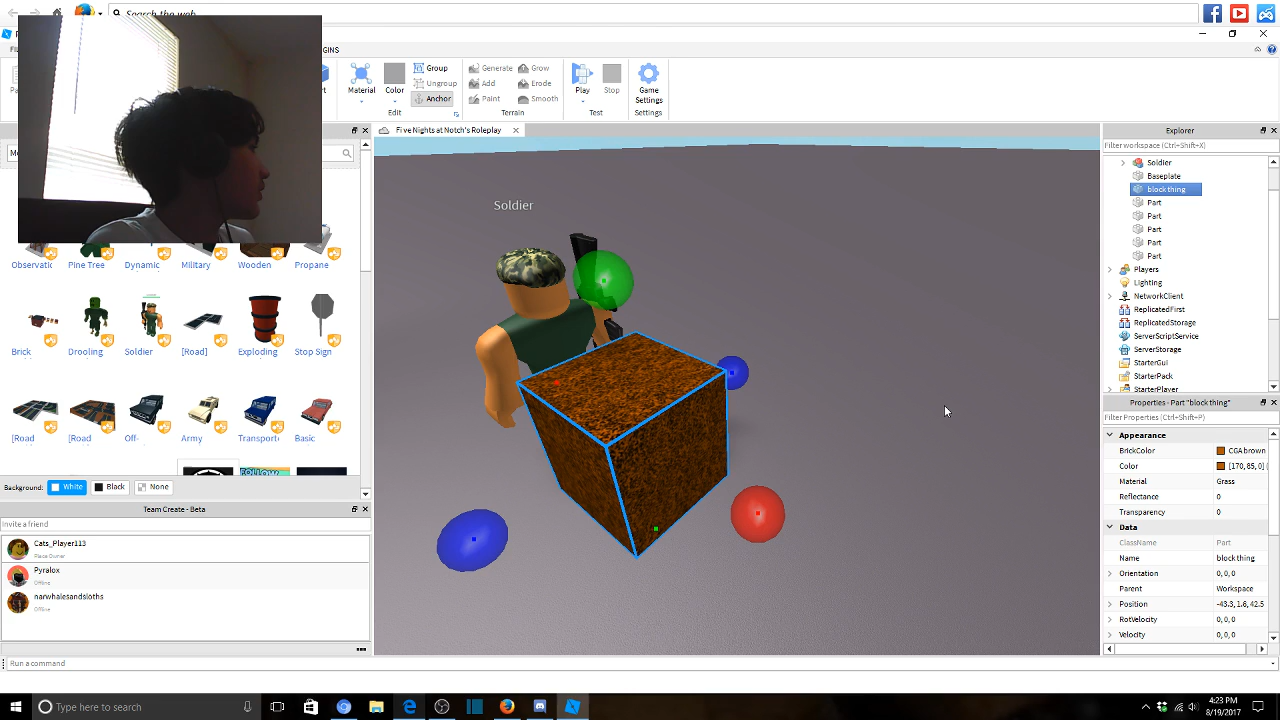 Search the web
GINS
Material
Color
Group
Ungroup
Anchor
Edit
Generate
Add
Paint
Grow
Erode
Smooth
Terrain
Play
Stop
Test
Game
Settings
Settings
Five Nights at Notch's Roleplay
Observatic
Pine Tree
Dynamic
Military
Wooden
Propane
Brick
Drooling
Soldier
[Road]
Exploding
Stop Sign
[Road
[Road
Off-
Army
Transport
Basic
FOLLOW
Background:
White
Black
None
Team Create - Beta
Invite a friend
Cats_Player113
Place Owner
Pyralox
Offline
narwhalesandsloths
Offline
Run a command
Soldier
Explorer
Filter workspace (Ctrl+Shift+X)
Soldier
Baseplate
block thing
Part
Part
Part
Part
Part
Players
Lighting
NetworkClient
ReplicatedFirst
ReplicatedStorage
ServerScriptService
ServerStorage
StarterGui
StarterPack
StarterPlayer
Properties - Part "block thing"
Filter Properties (Ctrl+Shift+P)
Appearance
BrickColor CGA brown
Color [170, 85, 0] (
Material Grass
Reflectance 0
Transparency 0
Data
ClassName Part
Name block thing
Orientation 0, 0, 0
Parent Workspace
Position -43.3, 1.6, 42.5
RotVelocity 0, 0, 0
Velocity 0, 0, 0
Type here to search
4:23 PM
8/19/2017